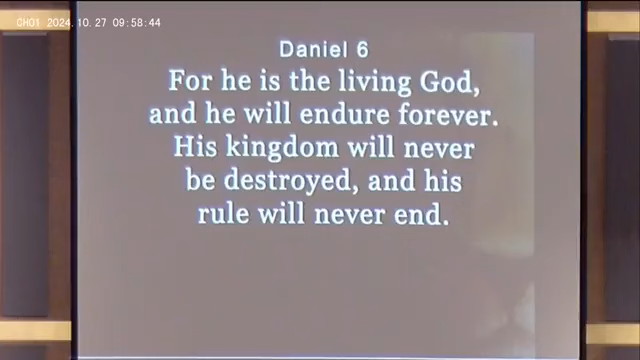 CH01 2024.10.27 09:58:44
Daniel 6
For he is the living God,
and he will endure forever.
His kingdom will never
be destroyed, and his
rule will never end.